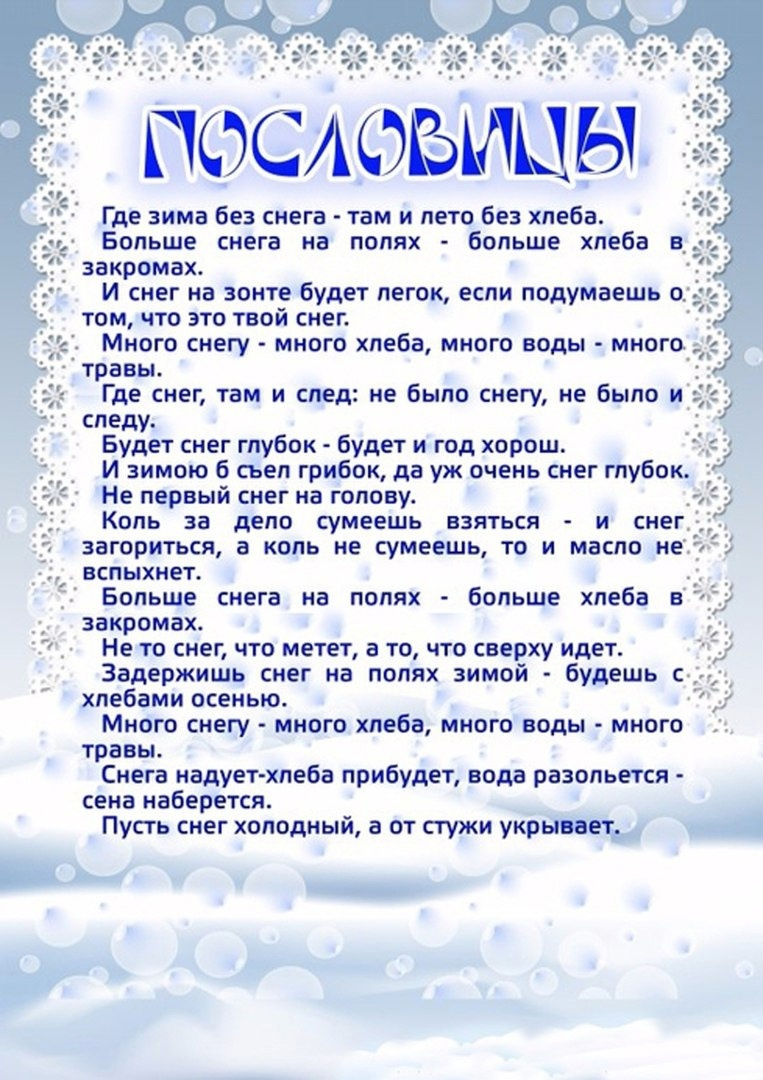 ПОСЛОВИЦЫ
Где зима без снега - там и лето без хлеба.
Больше снега на полях - больше хлеба в
закромах.
И снег на зонте будет легок, если подумаешь о
том, что это твой снег.
Много снегу - много хлеба, много воды - много
травы.
Где снег, там и след: не было снегу, не было и
следу.
Будет снег глубок - будет и год хорош.
И зимою б съел грибок, да уж очень снег глубок.
Не первый снег на голову.
Коль за дело сумеешь взяться - и снег
загориться, а коль не сумеешь, то и масло не
вспыхнет.
Больше снега на полях - больше хлеба в
закромах.
Не то снег, что метет, а то, что сверху идет.
Задержишь снег на полях зимой - будешь с
хлебами осенью.
Много снегу - много хлеба, много воды - много
травы.
Снега надует-хлеба прибудет, вода разольется -
сена наберется.
Пусть снег холодный, а от стужи укрывает.